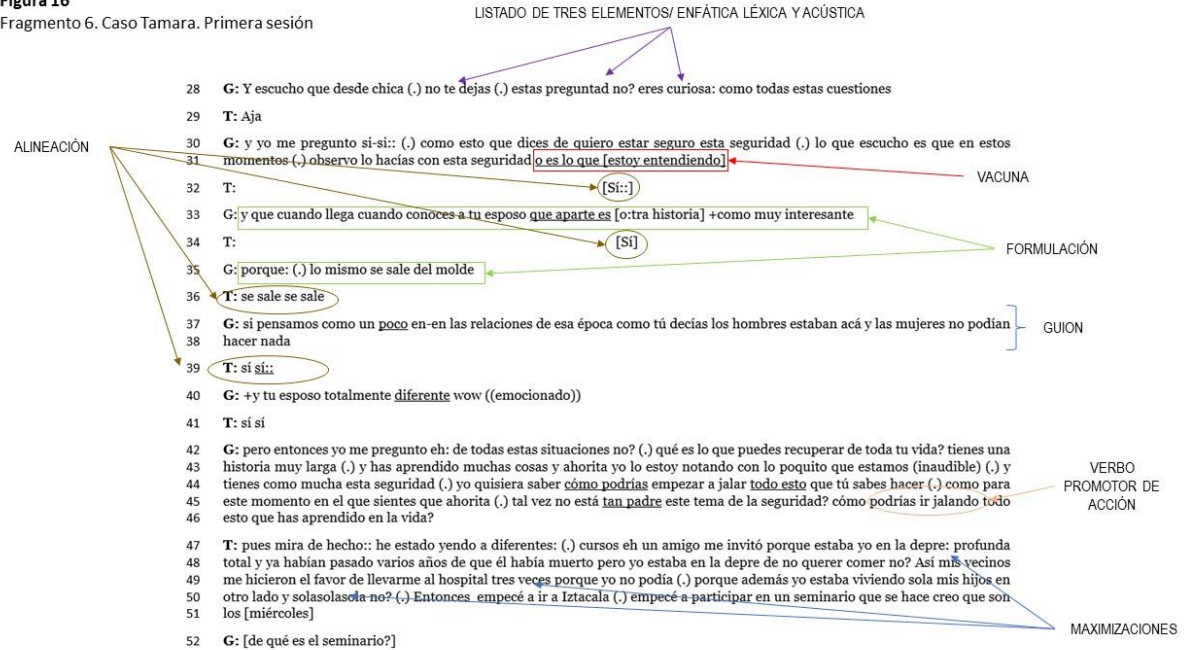 Figura 16
Fragmento 6. Caso Tamara. Primera sesión
LISTADO DE TRES ELEMENTOS/ ENFÁTICA LÉXICA Y ACÚSTICA
28 G: Y escucho que desde chica (.) no te dejas (.) estas preguntad no? eres curiosa: como todas estas cuestiones
29 T: Aja
ALINEACIÓN
30 G: y yo me pregunto si-si:: (.) como esto que dices de quiero estar seguro esta seguridad (.) lo que escucho es que en estos
31 momentos (.) observo lo hacías con esta seguridad o es lo que [estoy entendiendo]
VACUNA
32 T: [Sí::]
33 G: y que cuando llega cuando conoces a tu esposo que aparte es [o:tra historia] +como muy interesante
34 T: [Sí]
FORMULACIÓN
35 G: porque: (.) lo mismo se sale del molde
36 T: se sale se sale
37 G: si pensamos como un poco en-en las relaciones de esa época como tú decías los hombres estaban acá y las mujeres no podían
38 hacer nada
GUION
39 T: sí sí::
40 G: +y tu esposo totalmente diferente wow ((emocionado))
41 T: sí sí
42 G: pero entonces yo me pregunto eh: de todas estas situaciones no? (.) qué es lo que puedes recuperar de toda tu vida? tienes una
43 historia muy larga (.) y has aprendido muchas cosas y ahorita yo lo estoy notando con lo poquito que estamos (inaudible) (.) y
44 tienes como mucha esta seguridad (.) yo quisiera saber cómo podrías empezar a jalar todo esto que tú sabes hacer (.) como para
45 este momento en el que sientes que ahorita (.) tal vez no está tan padre este tema de la seguridad? cómo podrías ir jalando todo
46 esto que has aprendido en la vida?
VERBO
PROMOTOR DE
ACCIÓN
47 T: pues mira de hecho:: he estado yendo a diferentes: (.) cursos eh un amigo me invitó porque estaba yo en la depre: profunda
48 total y ya habían pasado varios años de que él había muerto pero yo estaba en la depre de no querer comer no? Así mis vecinos
49 me hicieron el favor de llevarme al hospital tres veces porque yo no podía (.) porque además yo estaba viviendo sola mis hijos en
50 otro lado y solasolasola no? (.) Entonces empecé a ir a Iztacala (.) empecé a participar en un seminario que se hace creo que son
51 los [miércoles]
MAXIMIZACIONES
52 G: [de qué es el seminario?]